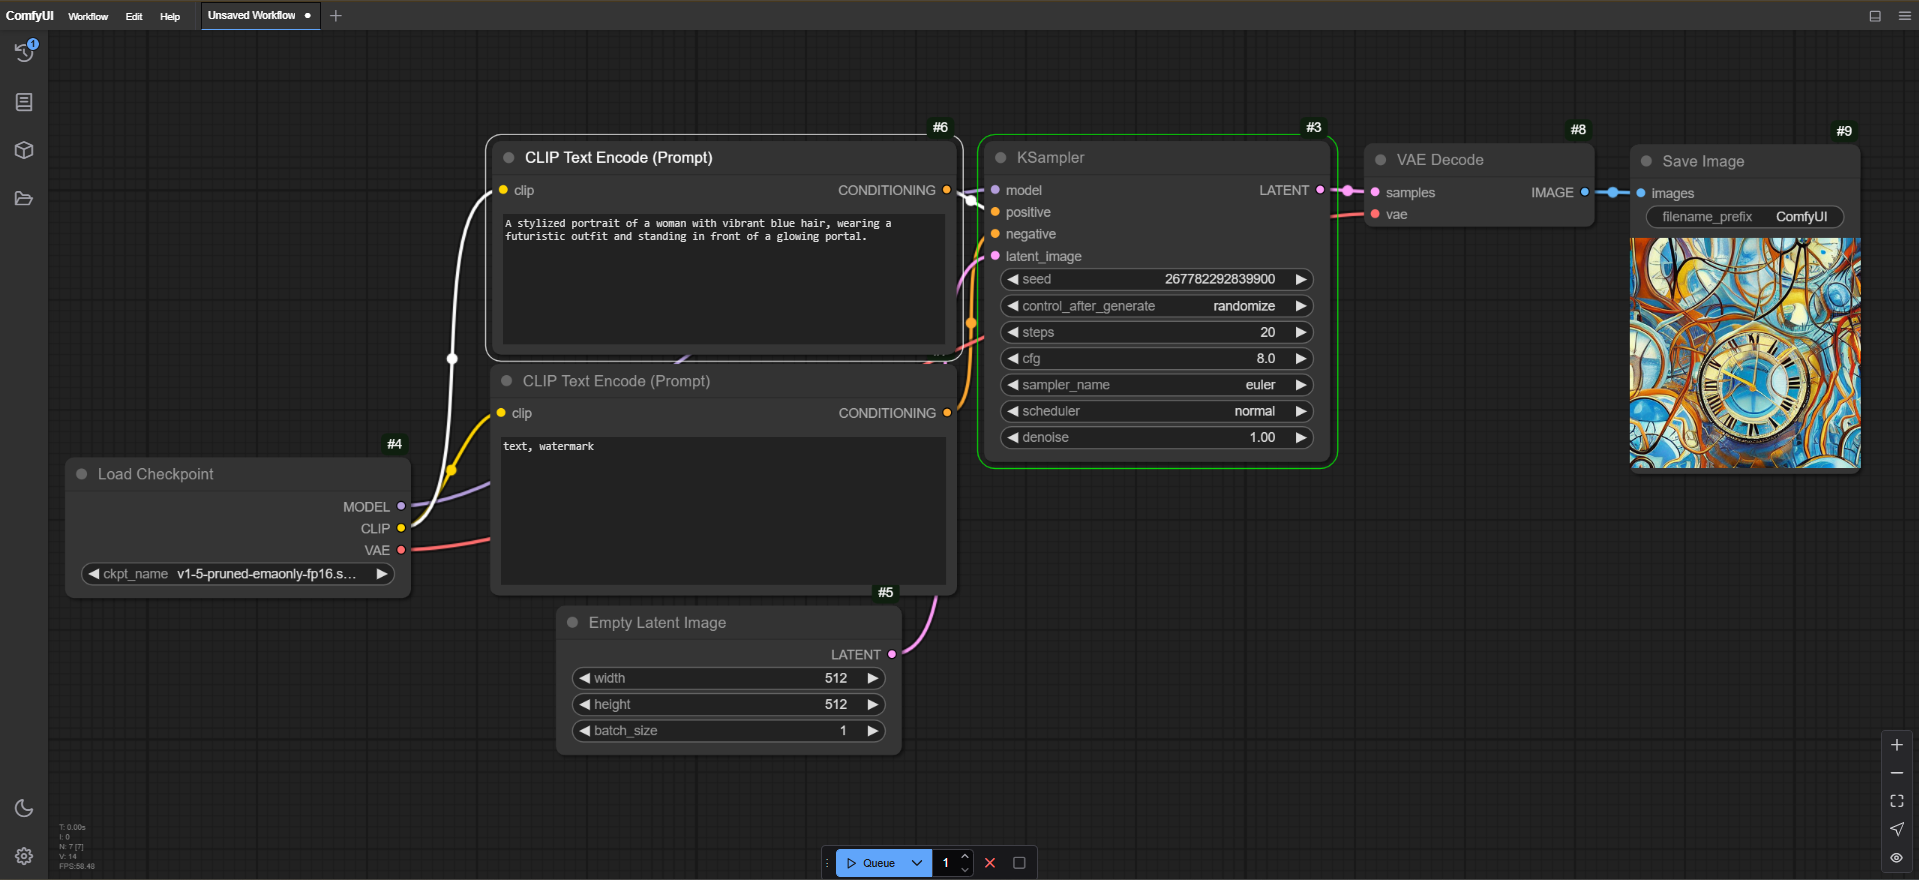 ComfyUI Workflow Edit Help Unsaved Workflow
1
#6
CLIP Text Encode (Prompt)
clip CONDITIONING
A stylized portrait of a woman with vibrant blue hair, wearing a
futuristic outfit and standing in front of a glowing portal.
CLIP Text Encode (Prompt)
clip CONDITIONING
text, watermark
#4
Load Checkpoint
MODEL
CLIP
VAE
ckpt_name v1-5-pruned-emaonly-fp16.s...
#5
Empty Latent Image
LATENT
width 512
height 512
batch_size 1
#3
KSampler
model LATENT
positive
negative
latent_image
seed 267782292839900
control_after_generate randomize
steps 20
cfg 8.0
sampler_name euler
scheduler normal
denoise 1.00
#8
VAE Decode
samples IMAGE
vae
#9
Save Image
images
filename_prefix ComfyUI
T: 0.00s
I: 0
N: 7 [7]
V: 14
FPS:58.48
Queue 1